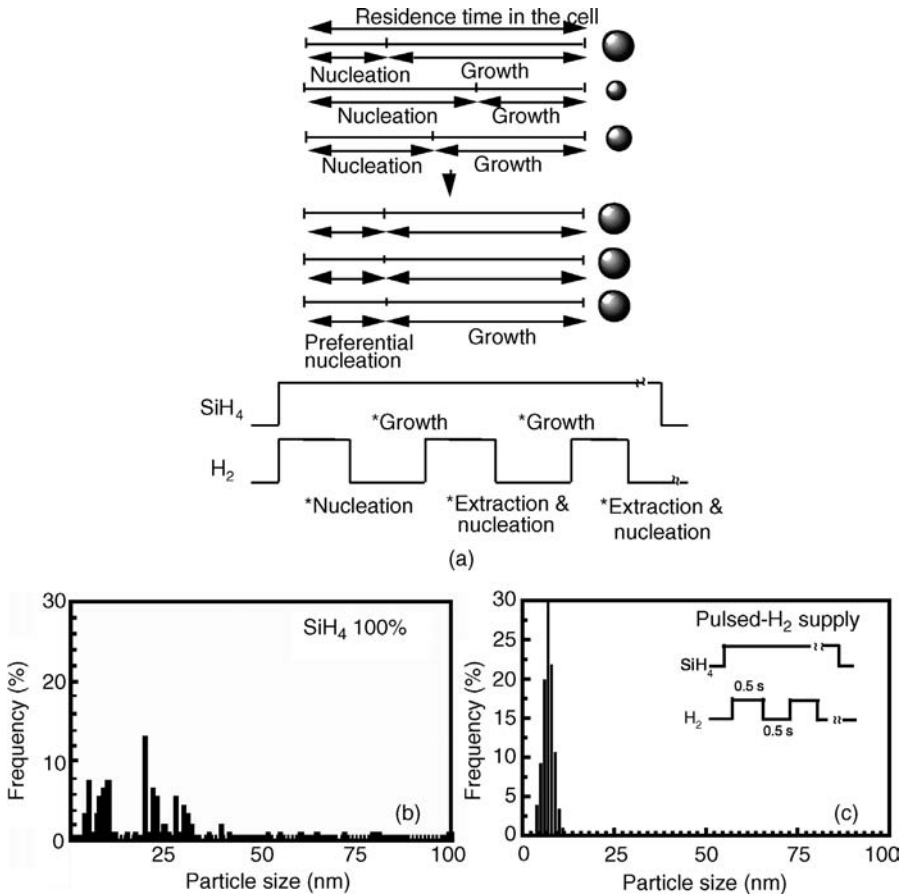 Residence time in the cell
Nucleation Growth
Nucleation Growth
Nucleation Growth
Preferential
nucleation
Growth
SiH4
*Growth *Growth
H2
*Nucleation
*Extraction &
nucleation
*Extraction &
nucleation
(a)
30
20
10
0
Frequency (%)
SiH4 100%
(b)
25 50 75 100
Particle size (nm)
30
25
20
15
10
5
0
Frequency (%)
Pulsed-H2 supply
SiH4
0.5 s
H2
0.5 s
(c)
0 25 50 75 100
Particle size (nm)